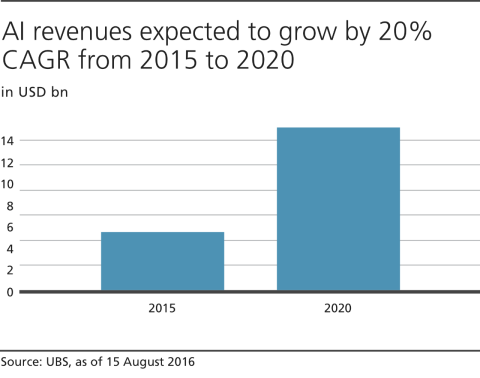 AI revenues expected to grow by 20%
CAGR from 2015 to 2020
in USD bn
14
12
10
8
6
4
2
0
2015
2020
Source: UBS, as of 15 August 2016